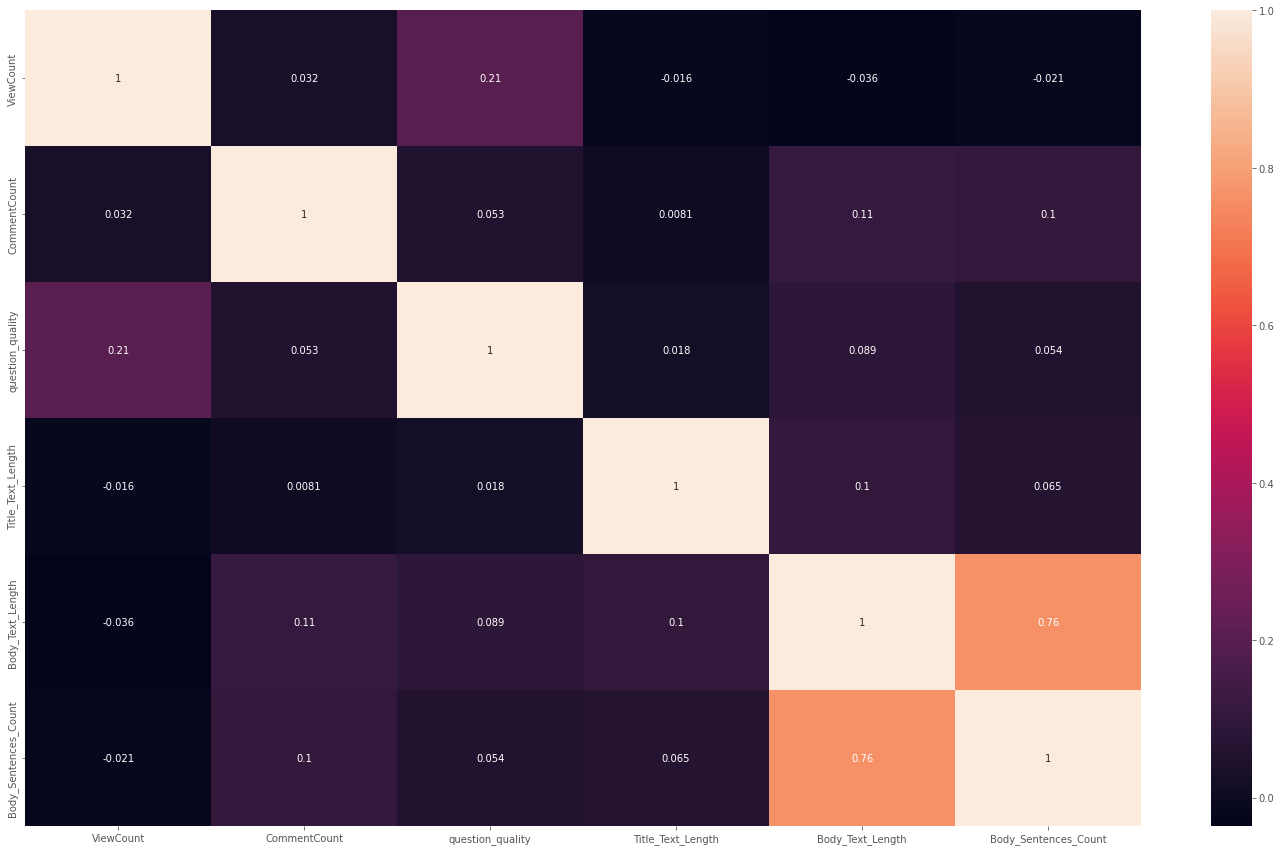 ViewCount 1 0.032 0.21 -0.016 -0.036 -0.021
CommentCount 0.032 1 0.053 0.0081 0.11 0.1
question_quality 0.21 0.053 1 0.018 0.089 0.054
Title_Text_Length -0.016 0.0081 0.018 1 0.1 0.065
Body_Text_Length -0.036 0.11 0.089 0.1 1 0.76
Body_Sentences_Count -0.021 0.1 0.054 0.065 0.76 1
ViewCount CommentCount question_quality Title_Text_Length Body_Text_Length Body_Sentences_Count
1.0
0.8
0.6
0.4
0.2
0.0